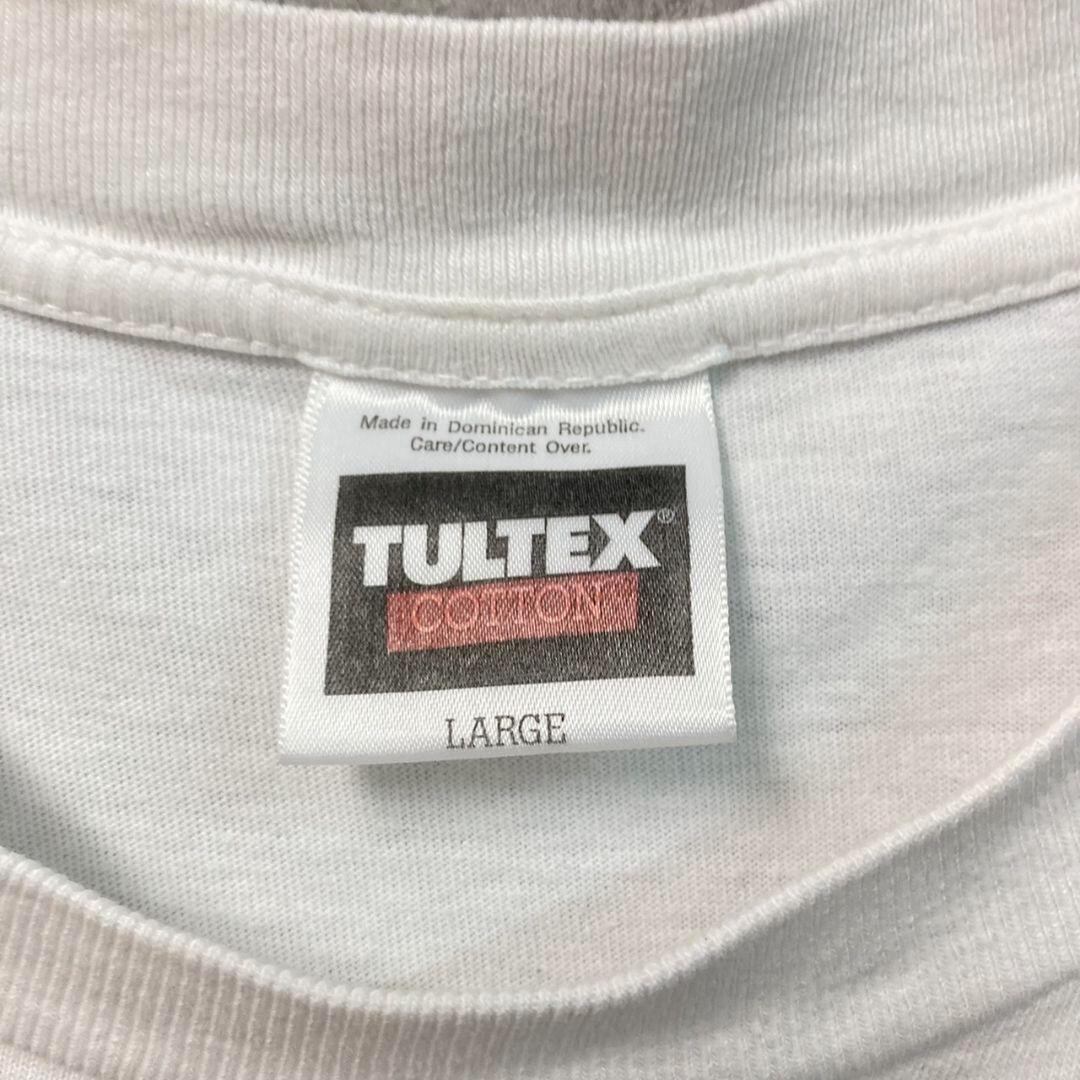 Made in Dominican Republic.
Care/Content Over.
TULTEX®
COTTON
LARGE